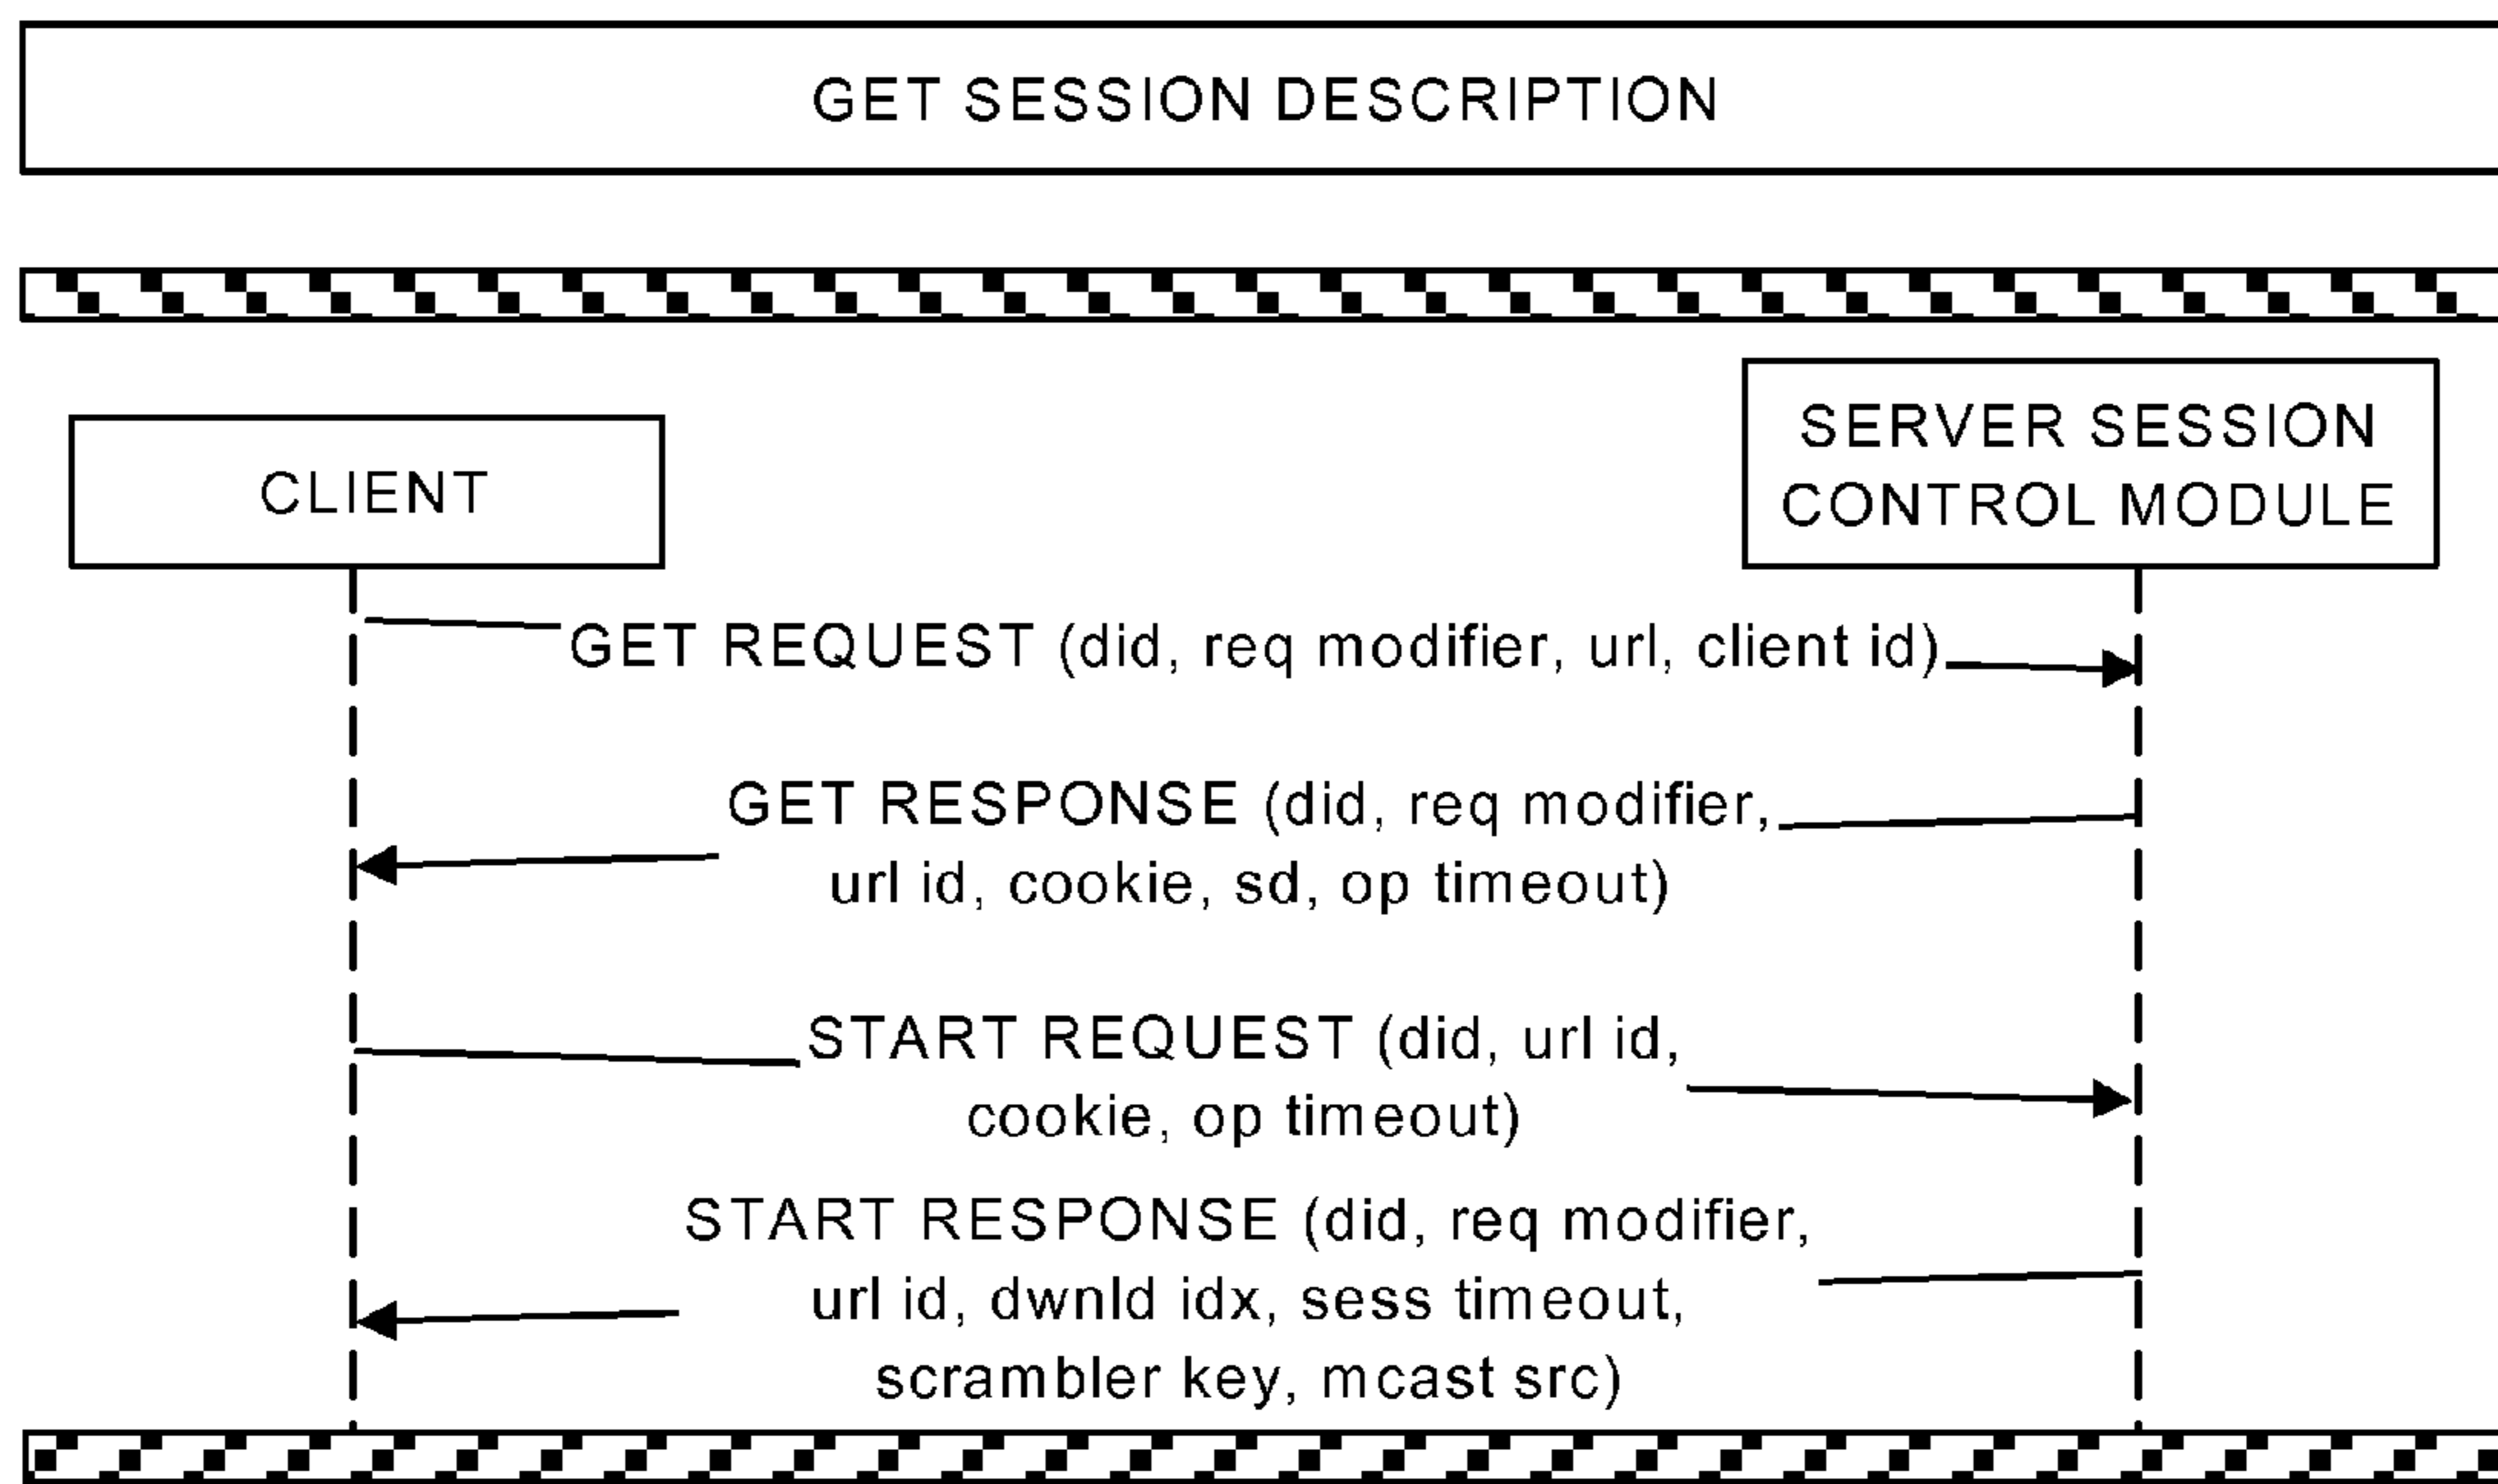 GET SESSION DESCRIPTION
CLIENT
SERVER SESSION
CONTROL MODULE
GET REQUEST (did, req modifier, url, client id)
GET RESPONSE (did, req modifier,
url id, cookie, sd, op timeout)
START REQUEST (did, url id,
cookie, op timeout)
START RESPONSE (did, req modifier,
url id, dwnld idx, sess timeout,
scrambler key, mcast src)